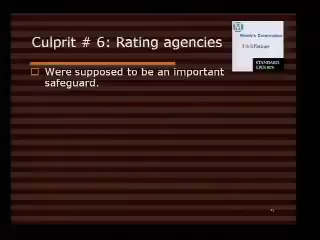 Culprit # 6: Rating agencies
Moody's Corporation
FitchRatings
STANDARD
&POOR'S
Were supposed to be an important
safeguard.